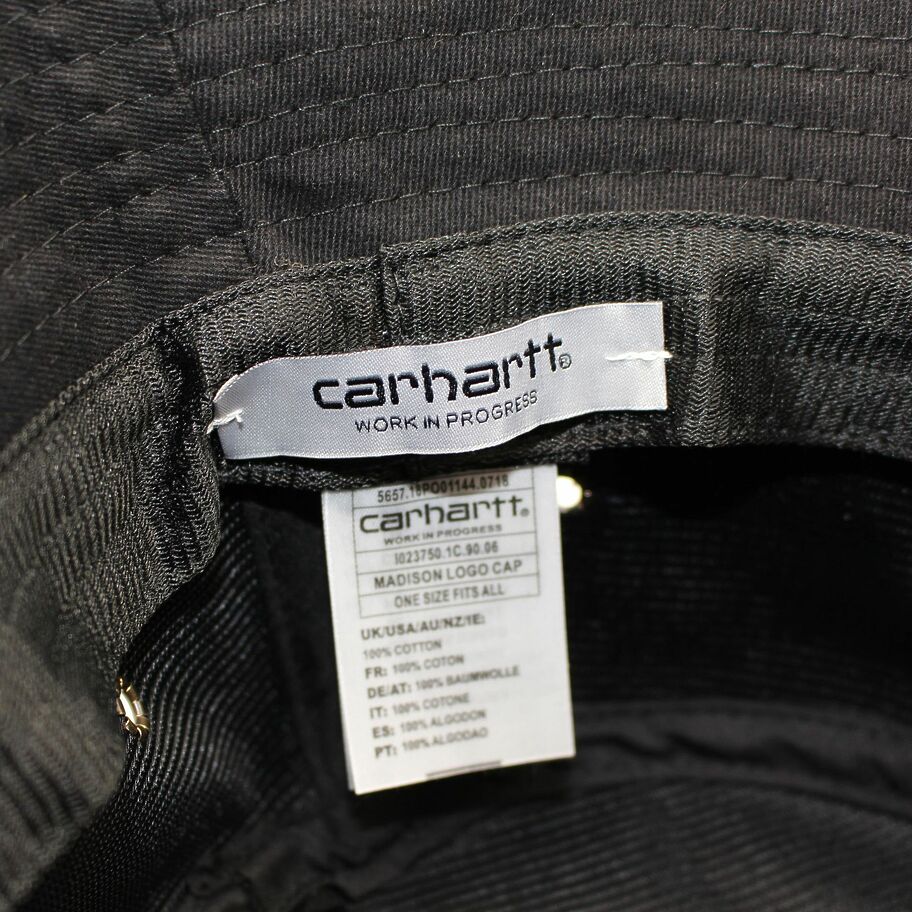 carhartt®
WORK IN PROGRESS
5657.18PO01144.0718
carhartt®
WORK IN PROGRESS
I023750.1C.90.06
MADISON LOGO CAP
ONE SIZE FITS ALL
UK/USA/AU/NZ/IE:
100% COTTON
FR: 100% COTON
DE/AT: 100% BAUMWOLLE
IT: 100% COTONE
ES: 100% ALGODON
PT: 100% ALGODAO